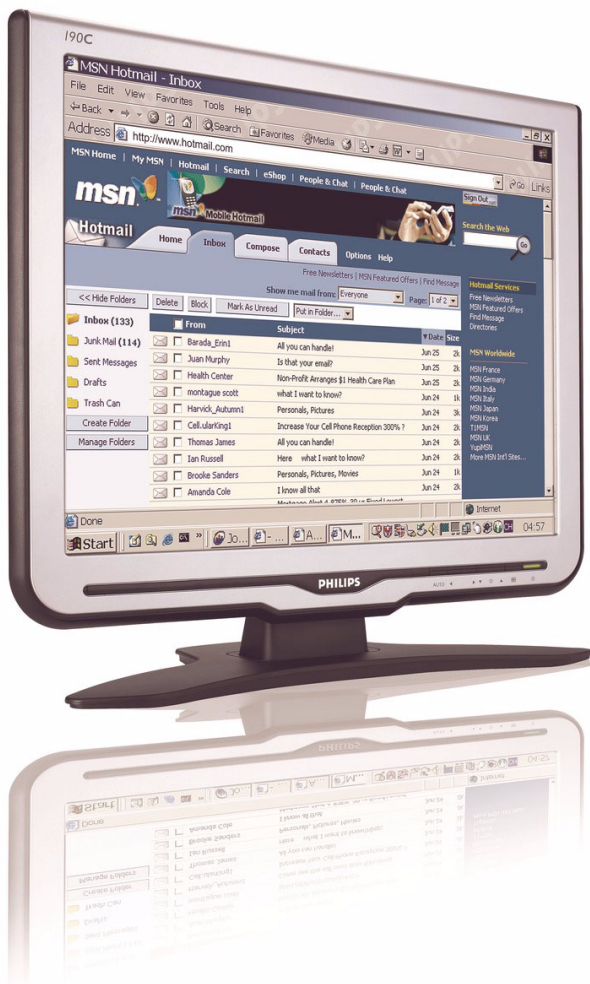 190C
MSN Hotmail - Inbox
File Edit View Favorites Tools Help
Back Search Favorites Media
Address http://www.hotmail.com Go Links
MSN Home | My MSN | Hotmail | Search | eShop | People & Chat | People & Chat
Sign Out
msn
msn Mobile Hotmail
Search the Web
Go
Hotmail
Home Inbox Compose Contacts Options Help
Free Newsletters | MSN Featured Offers | Find Message
Show me mail from: Everyone Page: 1 of 2
<< Hide Folders Delete Block Mark As Unread Put in Folder...
From Subject Date Size
Inbox (133)
Junk Mail (114)
Sent Messages
Drafts
Trash Can
Create Folder
Manage Folders
Barada_Erin1 All you can handle! Jun 25 2k
Juan Murphy Is that your email? Jun 25 2k
Health Center Non-Profit Arranges $1 Health Care Plan Jun 25 2k
montague scott what I want to know? Jun 24 1k
Harvick_Autumn1 Personals, Pictures Jun 24 3k
Cell.ularKing1 Increase Your Cell Phone Reception 300% ? Jun 24 2k
Thomas James All you can handle! Jun 24 2k
Ian Russell Here what I want to know? Jun 24 2k
Brooke Sanders Personals, Pictures, Movies Jun 24 1k
Amanda Cole I know all that Jun 24 2k
Hotmail Services
Free Newsletters
MSN Featured Offers
Find Message
Directories
MSN Worldwide
MSN France
MSN Germany
MSN India
MSN Italy
MSN Japan
MSN Korea
T1MSN
MSN UK
YupiMSN
More MSN Int'l Sites...
Done Internet
Start Jo... - ... A... M... CH 04:57
PHILIPS
AUTO